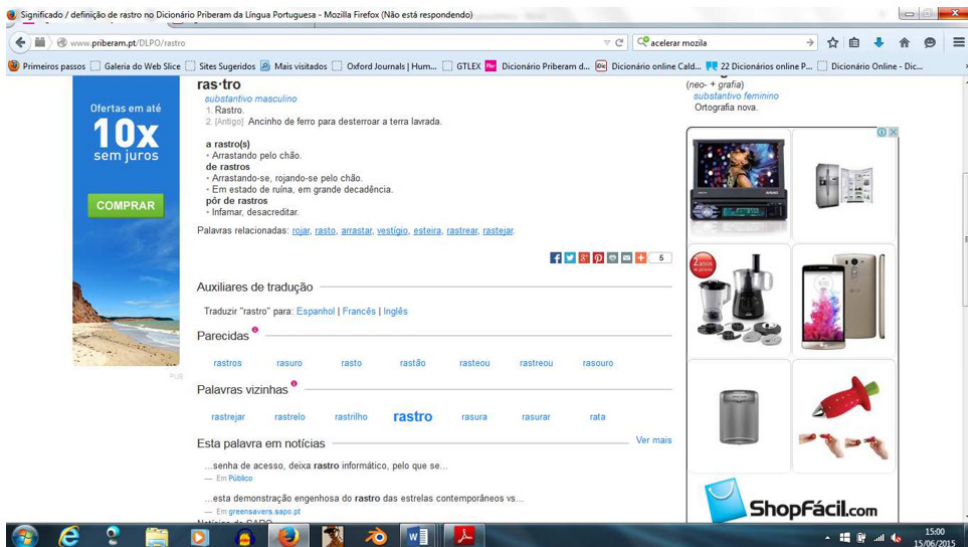 Significado / definição de rastro no Dicionário Priberam da Língua Portuguesa - Mozilla Firefox (Não está respondendo)
www.priberam.pt/DLPO/rastro
acelerar mozila
Primeiros passos
Galeria do Web Slice
Sites Sugeridos
Mais visitados
Oxford Journals | Hum...
GTLEX
Dicionário Priberam d...
Dicionário online Cald...
22 Dicionários online P...
Dicionário Online - Dic...
Ofertas em até
10x
sem juros
COMPRAR
PUB
ras·tro
substantivo masculino
1. Rastro.
2. [Antigo] Ancinho de ferro para desterroar a terra lavrada.
a rastro(s)
• Arrastando pelo chão.
de rastros
• Arrastando-se, rojando-se pelo chão.
• Em estado de ruína, em grande decadência.
pôr de rastros
• Infamar, desacreditar.
Palavras relacionadas: rojar, rasto, arrastar, vestígio, esteira, rastrear, rastejar.
5
Auxiliares de tradução
Traduzir "rastro" para: Espanhol | Francês | Inglês
Parecidas
rastros rasuro rasto rastão rasteou rastreou rasouro
Palavras vizinhas
rastrejar rastrelo rastrilho rastro rasura rasurar rata
Esta palavra em notícias
Ver mais
...senha de acesso, deixa rastro informático, pelo que se...
— Em Público
...esta demonstração engenhosa do rastro das estrelas contemporâneos vs...
— Em greensavers.sapo.pt
(neo- + grafia)
substantivo feminino
Ortografia nova.
2 anos
ShopFácil.com
15:00
15/06/2015